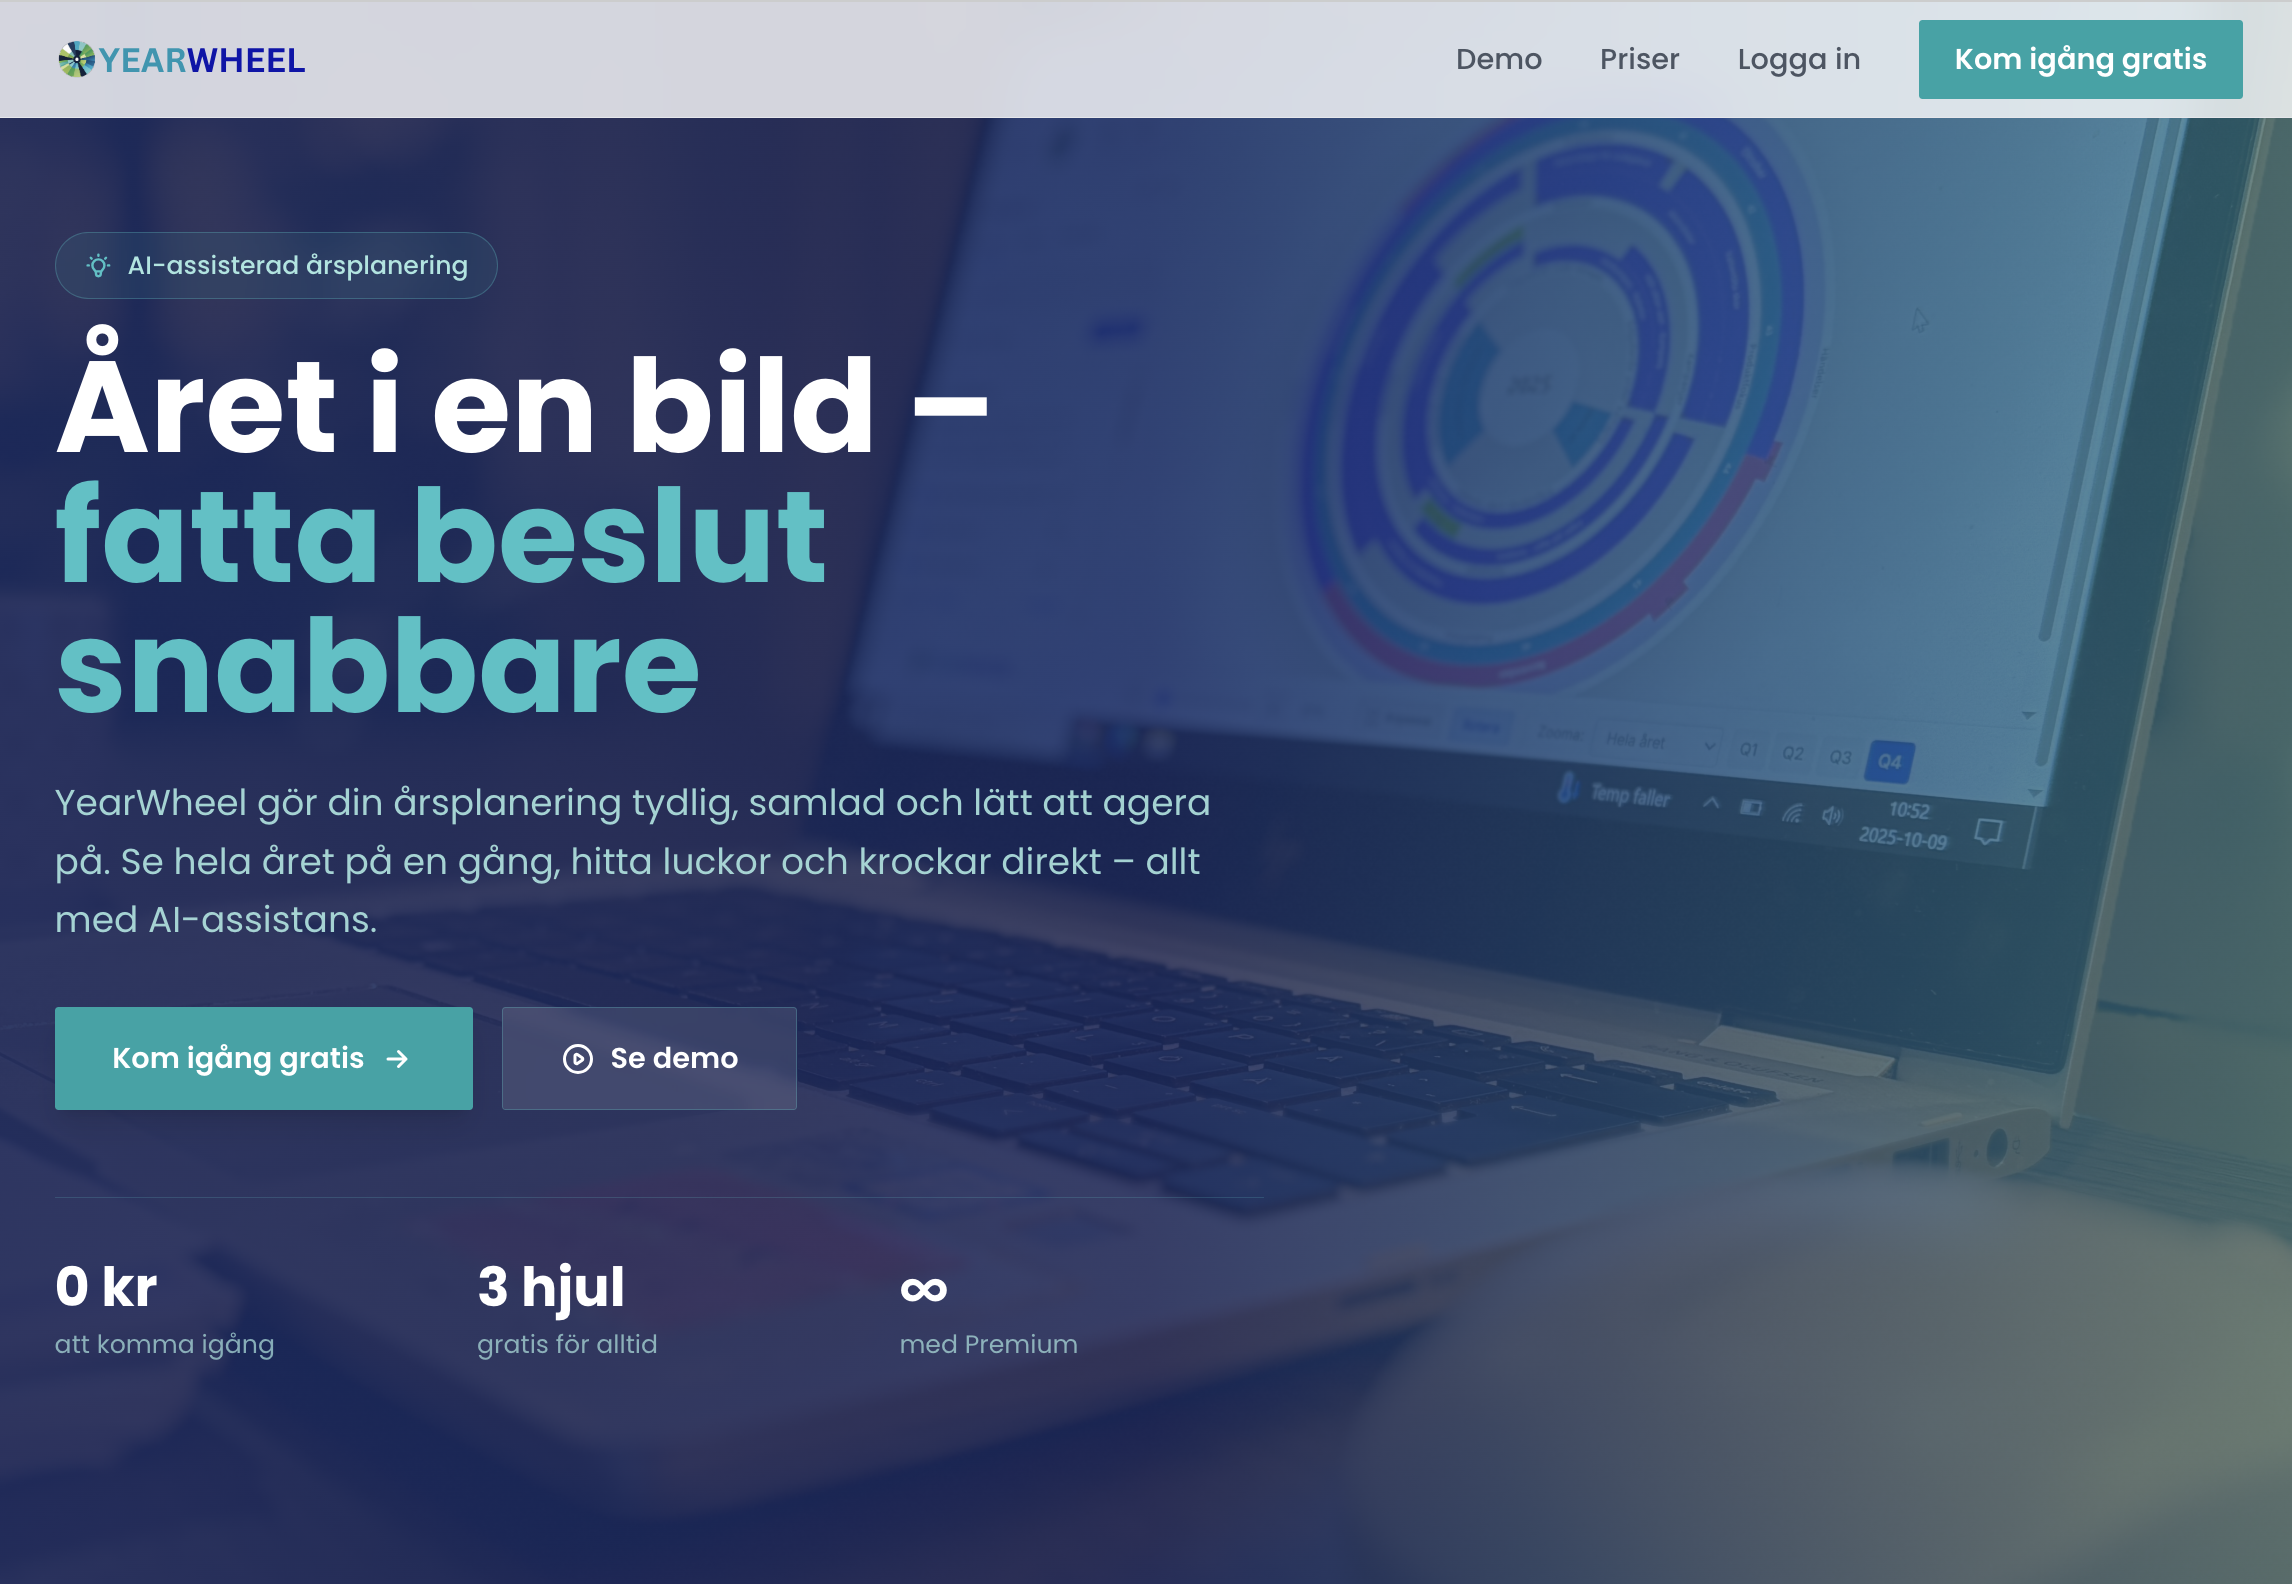 YEARWHEEL
Demo
Priser
Logga in
Kom igång gratis
AI-assisterad årsplanering
Året i en bild –
fatta beslut
snabbare
YearWheel gör din årsplanering tydlig, samlad och lätt att agera
på. Se hela året på en gång, hitta luckor och krockar direkt – allt
med AI-assistans.
Kom igång gratis →
Se demo
0 kr
att komma igång
3 hjul
gratis för alltid
∞
med Premium
2025
Zooma: Hela året Q1 Q2 Q3 Q4
Temp faller
10:52
2025-10-09